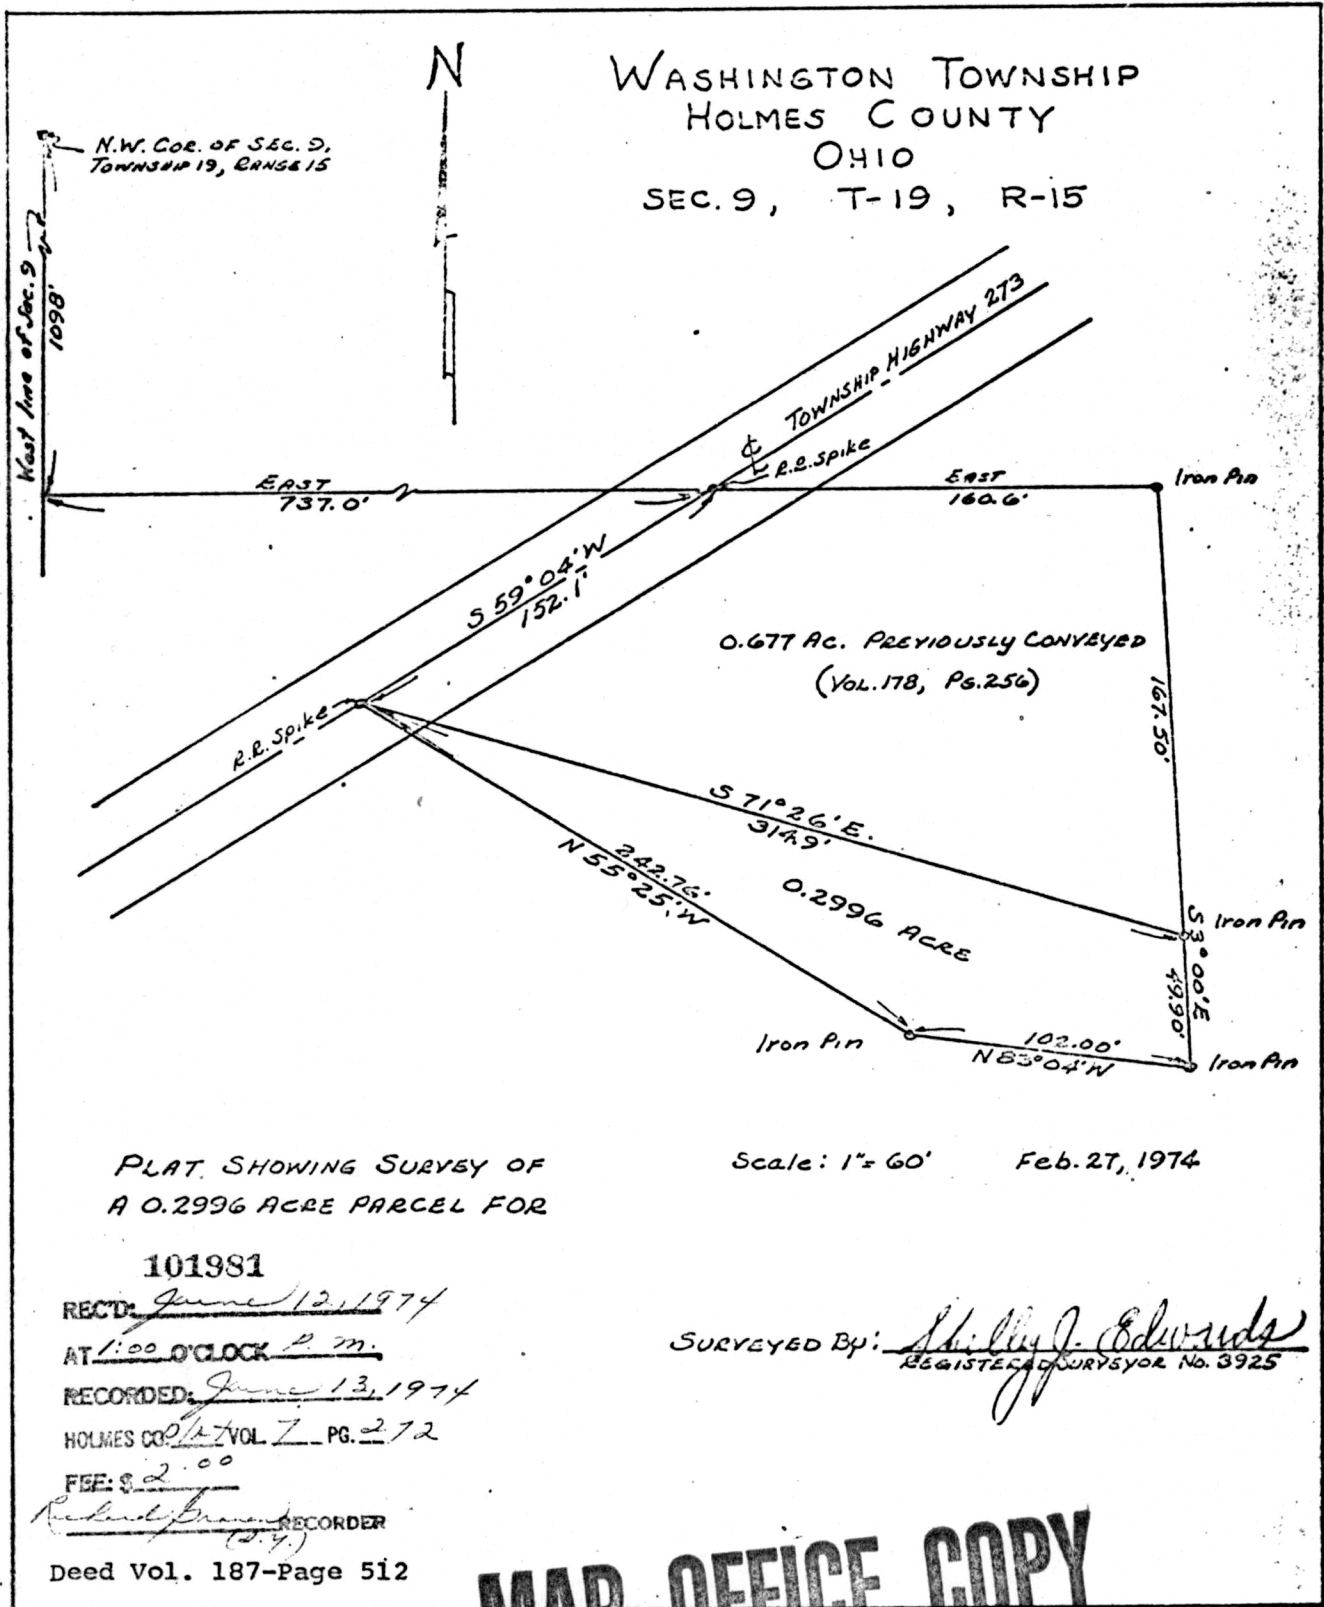 N
WASHINGTON TOWNSHIP
HOLMES COUNTY
OHIO
SEC. 9, T-19, R-15
N.W. COR. OF SEC. 9,
TOWNSHIP 19, RANGE 15
West line of Sec. 9
1098'
TOWNSHIP HIGHWAY 273
℄
R.R. Spike
EAST
737.0'
EAST
160.6'
Iron Pin
S 59° 04' W
152.1'
0.677 AC. PREVIOUSLY CONVEYED
(VOL. 178, PG. 256)
167.50'
R.R. Spike
S 71° 26' E.
314.9'
242.76'
N 55° 25' W
0.2996 ACRE
Iron Pin
S 3° 00' E
49.90'
Iron Pin
102.00'
N 83° 04' W
Iron Pin
PLAT SHOWING SURVEY OF
A 0.2996 ACRE PARCEL FOR
Scale: 1"= 60' Feb. 27, 1974
101981
REC'D: June 12, 1974
AT 1:00 O'CLOCK P. M.
RECORDED: June 13, 1974
HOLMES CO. Plat VOL. 7 PG. 272
FEE: $ 2.00
Richard RECORDER
Deed Vol. 187-Page 512
SURVEYED BY: J. Edwards
REGISTERED SURVEYOR No. 3925
MAP OFFICE COPY